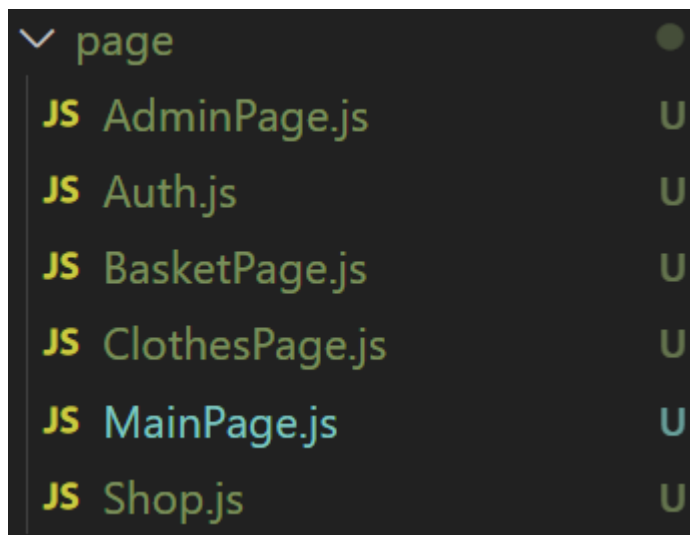 page
JS AdminPage.js U
JS Auth.js U
JS BasketPage.js U
JS ClothesPage.js U
JS MainPage.js U
JS Shop.js U